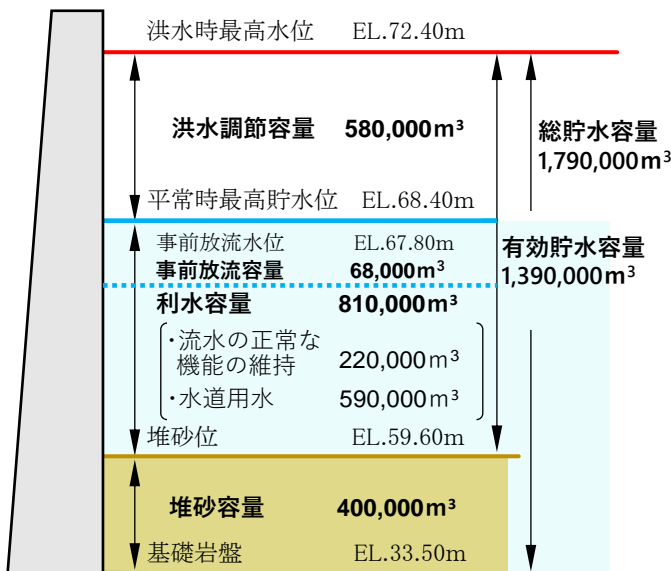 洪水時最高水位 EL.72.40m
洪水調節容量 580,000m³
総貯水容量
1,790,000m³
平常時最高貯水位 EL.68.40m
事前放流水位 EL.67.80m
事前放流容量 68,000m³
有効貯水容量
1,390,000m³
利水容量 810,000m³
・流水の正常な
機能の維持 220,000m³
・水道用水 590,000m³
堆砂位 EL.59.60m
堆砂容量 400,000m³
基礎岩盤 EL.33.50m